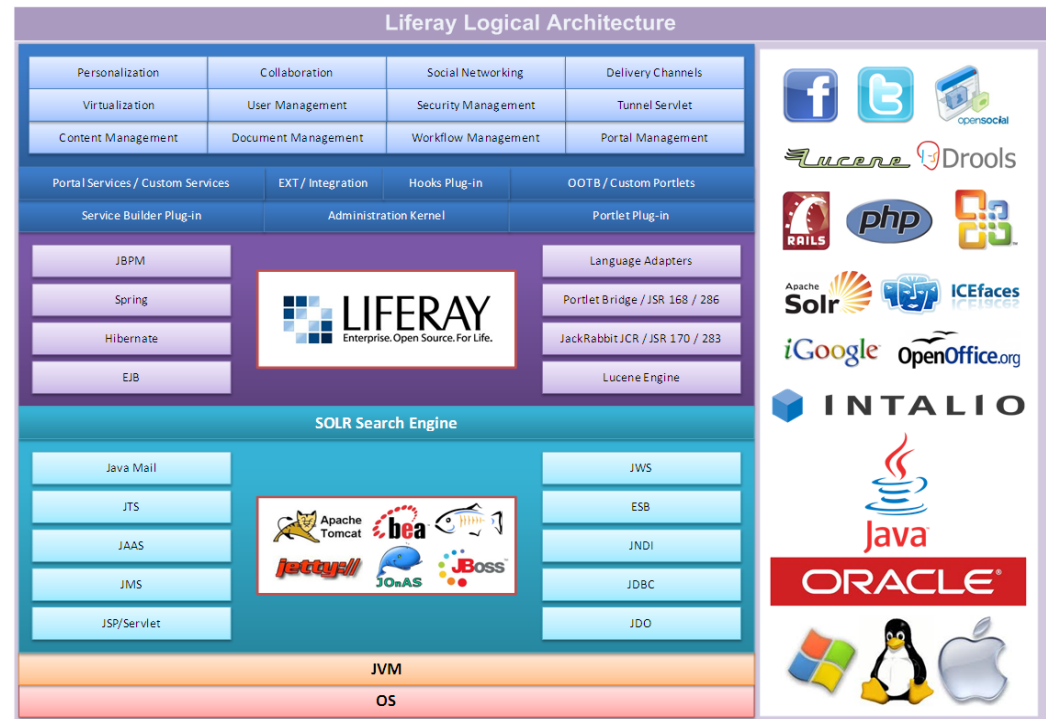 Liferay Logical Architecture
Personalization Collaboration Social Networking Delivery Channels
Virtualization User Management Security Management Tunnel Servlet
Content Management Document Management Workflow Management Portal Management
Portal Services / Custom Services EXT / Integration Hooks Plug-in OOTB / Custom Portlets
Service Builder Plug-in Administration Kernel Portlet Plug-in
JBPM
Spring
Hibernate
EJB
LIFERAY
Enterprise. Open Source. For Life.
Language Adapters
Portlet Bridge / JSR 168 / 286
JackRabbit JCR / JSR 170 / 283
Lucene Engine
SOLR Search Engine
Java Mail
JTS
JAAS
JMS
JSP/Servlet
Apache
Tomcat
bea
jetty://
JOnAS
JBoss
JWS
ESB
JNDI
JDBC
JDO
JVM
OS
f
t
opensocial
Lucene
Drools
RAILS
php
Apache
Solr
ICEfaces
iGoogle
OpenOffice.org
INTALIO
Java
ORACLE